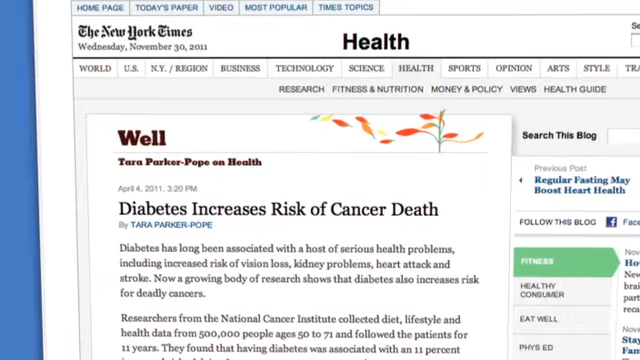 HOME PAGE TODAY'S PAPER VIDEO MOST POPULAR TIMES TOPICS
The New York Times
Wednesday, November 30, 2011
Health
WORLD U.S. N.Y. / REGION BUSINESS TECHNOLOGY SCIENCE HEALTH SPORTS OPINION ARTS STYLE
RESEARCH FITNESS & NUTRITION MONEY & POLICY VIEWS HEALTH GUIDE
Well
Tara Parker-Pope on Health
April 4, 2011, 3:20 PM
Diabetes Increases Risk of Cancer Death
By TARA PARKER-POPE
Diabetes has long been associated with a host of serious health problems,
including increased risk of vision loss, kidney problems, heart attack and
stroke. Now a growing body of research shows that diabetes also increases risk
for deadly cancers.
Researchers from the National Cancer Institute collected diet, lifestyle and
health data from 500,000 people ages 50 to 71 and followed the patients for
11 years. They found that having diabetes was associated with an 11 percent
Search This Blog
Previous Post
Regular Fasting May
Boost Heart Health
FOLLOW THIS BLOG
FITNESS
HEALTHY
CONSUMER
EAT WELL
PHYS ED